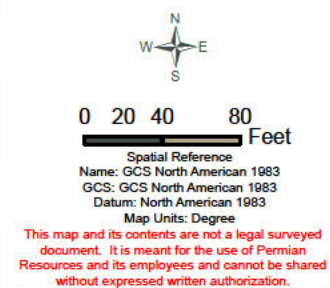 N
W E
S
0 20 40 80
Feet
Spatial Reference
Name: GCS North American 1983
GCS: GCS North American 1983
Datum: North American 1983
Map Units: Degree
This map and its contents are not a legal surveyed
document. It is meant for the use of Permian
Resources and its employees and cannot be shared
without expressed written authorization.